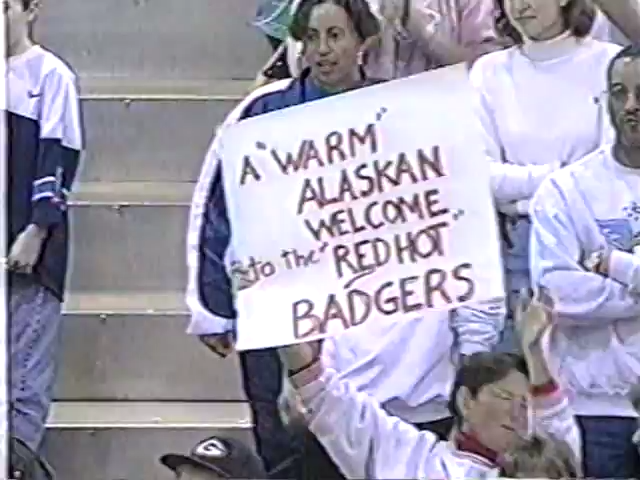 A "WARM"
ALASKAN
WELCOME
to the "RED HOT"
BADGERS